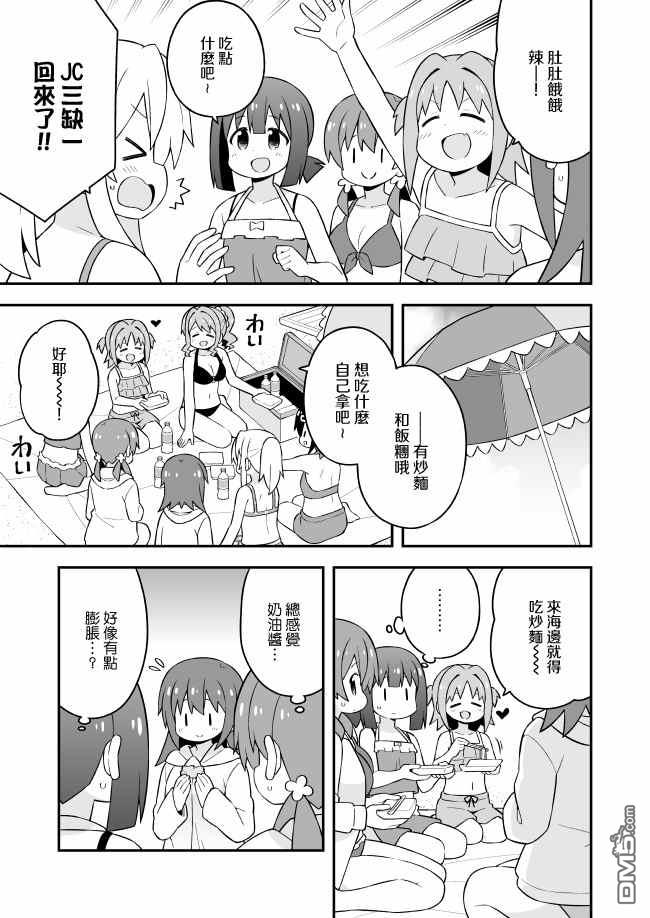 肚肚餓餓
辣──!
吃點
什麼吧~
JC三缺一
回來了!!
──有炒麵
和飯糰哦
想吃什麼
自己拿吧~
わい
好耶~~~!
わい
來海邊就得
吃炒麵~~~
………
總感覺
奶油醬…
好像有點
膨脹…?
DM5.com